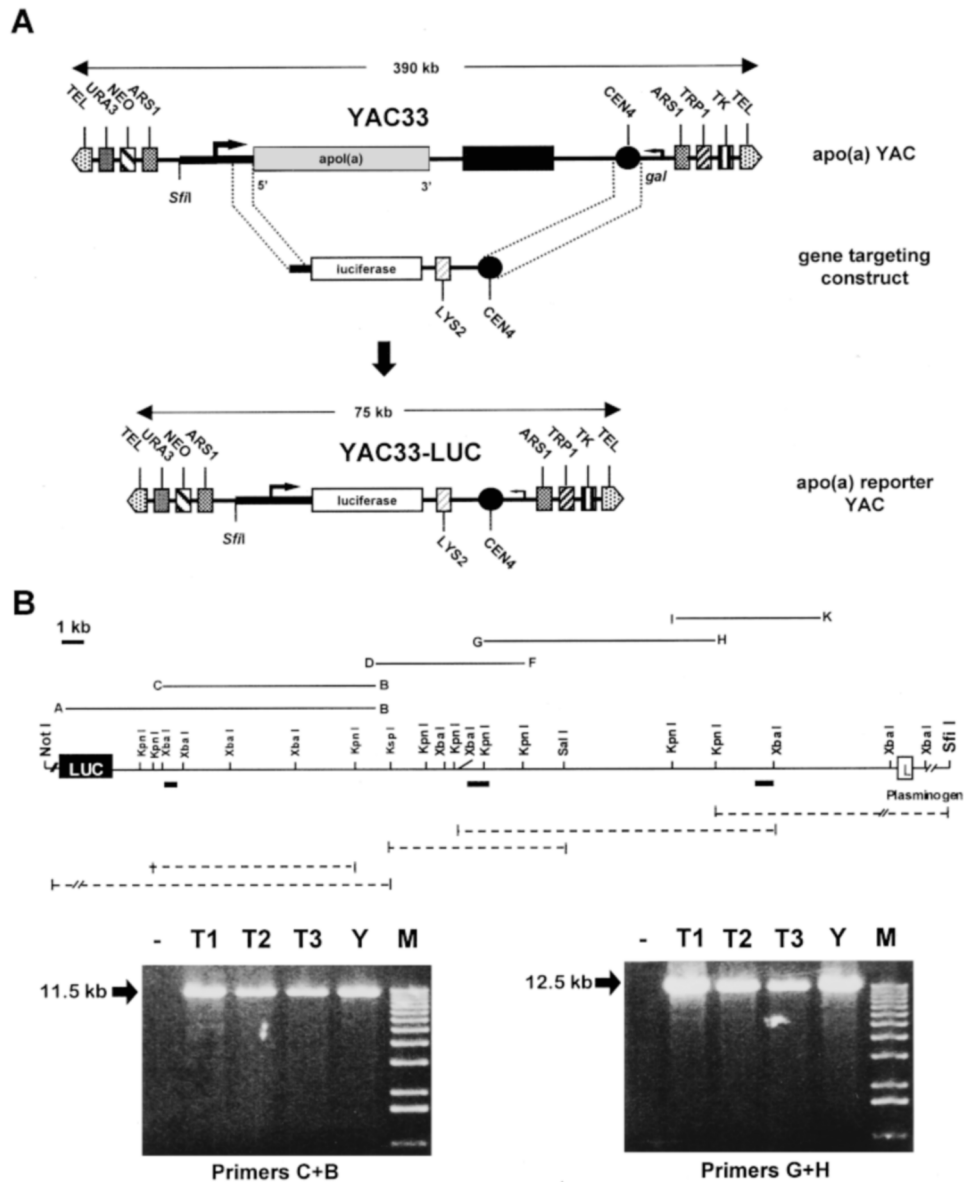 A
390 kb
TEL URA3 NEO ARS1 YAC33 CEN4 ARS1 TRP1 TK TEL
apol(a)
apo(a) YAC
SfiI 5' 3' gal
luciferase
gene targeting
construct
LYS2 CEN4
75 kb
TEL URA3 NEO ARS1 YAC33-LUC ARS1 TRP1 TK TEL
luciferase
apo(a) reporter
YAC
SfiI LYS2 CEN4
B
1 kb
I K
G H
D F
C B
A B
Not I Kpn I Kpn I Xba I Xba I Xba I Xba I Kpn I Ksp I Kpn I Xba I Kpn I Xba I Kpn I Kpn I Sal I Kpn I Kpn I Xba I Xba I Xba I Sfi I
LUC L
Plasminogen
- T1 T2 T3 Y M
11.5 kb
Primers C+B
- T1 T2 T3 Y M
12.5 kb
Primers G+H